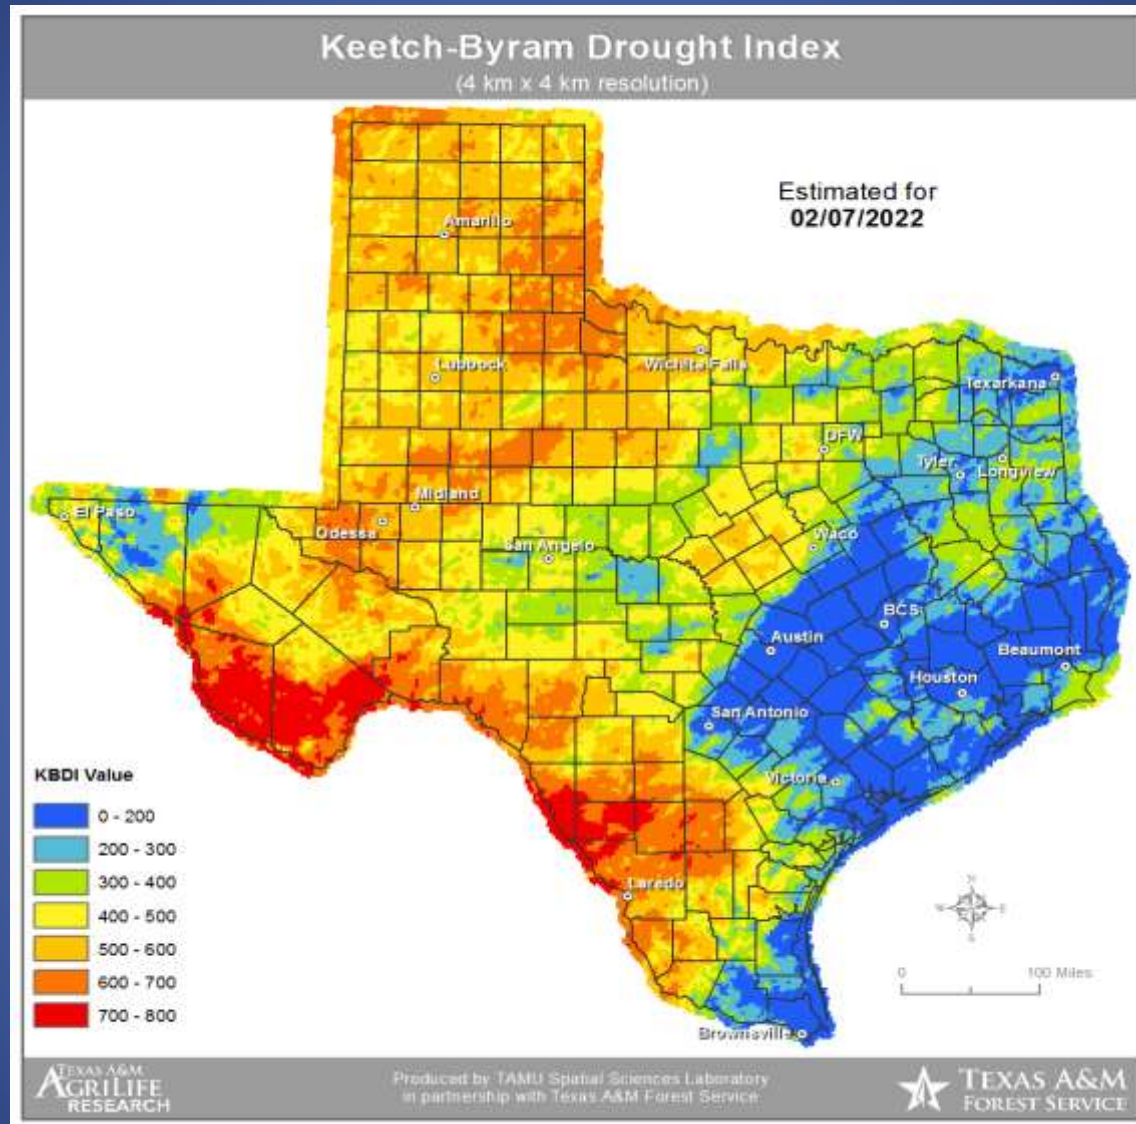 Keetch-Byram Drought Index
(4 km x 4 km resolution)
Estimated for
02/07/2022
Amarillo
Lubbock
Wichita Falls
Texarkana
DFW
Tyler
Longview
Midland
El Paso
Odessa
San Angelo
Waco
BCS
Austin
Beaumont
Houston
San Antonio
Victoria
Laredo
Brownsville
KBDI Value
0 - 200
200 - 300
300 - 400
400 - 500
500 - 600
600 - 700
700 - 800
N
W E
S
0 100 Miles
TEXAS A&M
AGRILIFE
RESEARCH
Produced by TAMU Spatial Sciences Laboratory
in partnership with Texas A&M Forest Service
TEXAS A&M
FOREST SERVICE